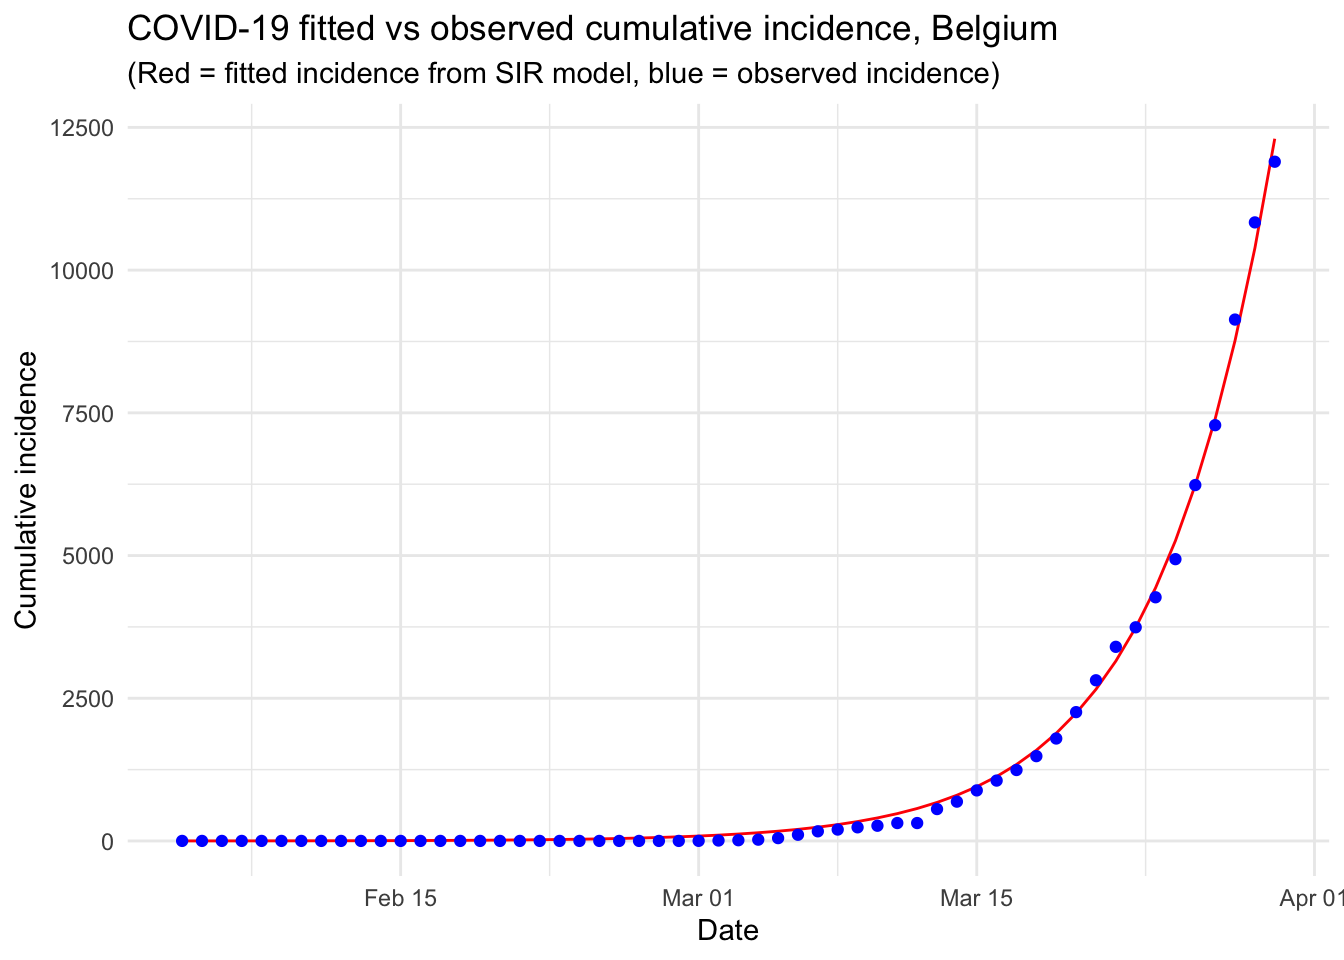 COVID-19 fitted vs observed cumulative incidence, Belgium
(Red = fitted incidence from SIR model, blue = observed incidence)
12500
10000
7500
5000
2500
0
Cumulative incidence
Feb 15
Mar 01
Mar 15
Apr 01
Date